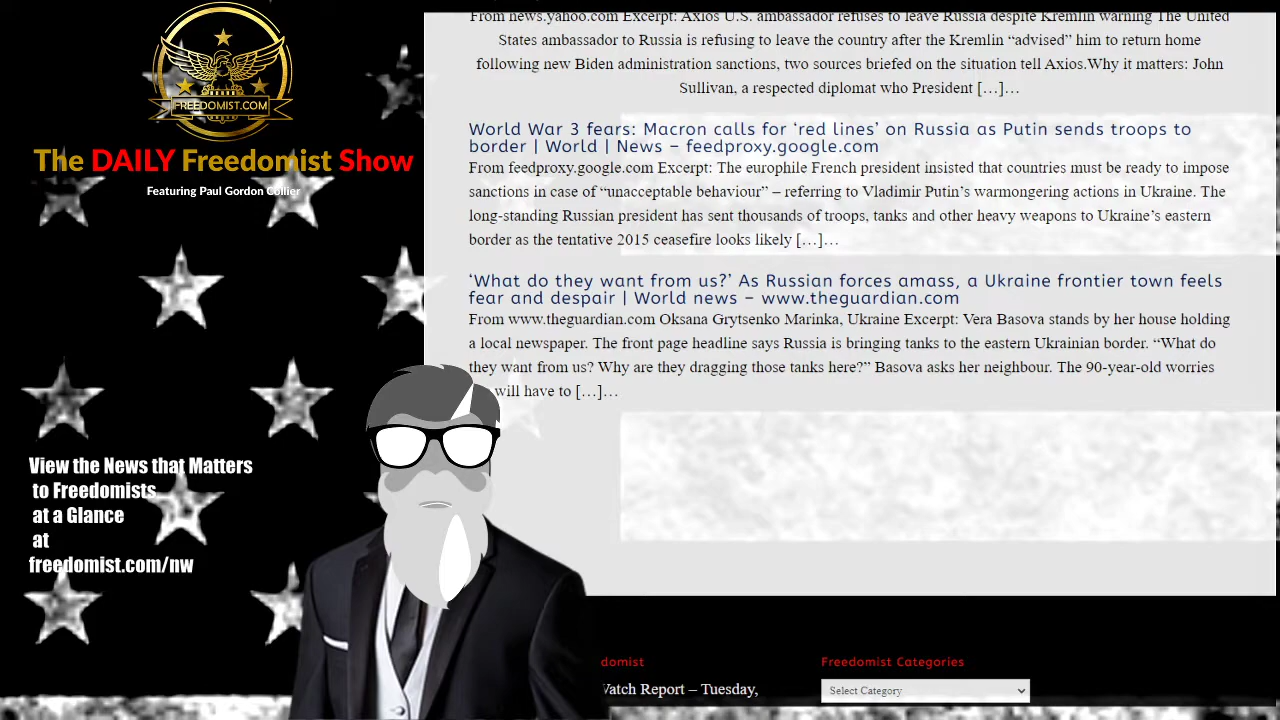 FREEDOMIST.COM
The DAILY Freedomist Show
Featuring Paul Gordon Collier
View the News that Matters
to Freedomists
at a Glance
at
freedomist.com/nw
From news.yahoo.com Excerpt: Axios U.S. ambassador refuses to leave Russia despite Kremlin warning The United
States ambassador to Russia is refusing to leave the country after the Kremlin “advised” him to return home
following new Biden administration sanctions, two sources briefed on the situation tell Axios.Why it matters: John
Sullivan, a respected diplomat who President […]…
World War 3 fears: Macron calls for ‘red lines’ on Russia as Putin sends troops to
border | World | News – feedproxy.google.com
From feedproxy.google.com Excerpt: The europhile French president insisted that countries must be ready to impose
sanctions in case of “unacceptable behaviour” – referring to Vladimir Putin’s warmongering actions in Ukraine. The
long-standing Russian president has sent thousands of troops, tanks and other heavy weapons to Ukraine’s eastern
border as the tentative 2015 ceasefire looks likely […]…
‘What do they want from us?’ As Russian forces amass, a Ukraine frontier town feels
fear and despair | World news – www.theguardian.com
From www.theguardian.com Oksana Grytsenko Marinka, Ukraine Excerpt: Vera Basova stands by her house holding
a local newspaper. The front page headline says Russia is bringing tanks to the eastern Ukrainian border. “What do
they want from us? Why are they dragging those tanks here?” Basova asks her neighbour. The 90-year-old worries
will have to […]…
domist
Watch Report – Tuesday,
Freedomist Categories
Select Category